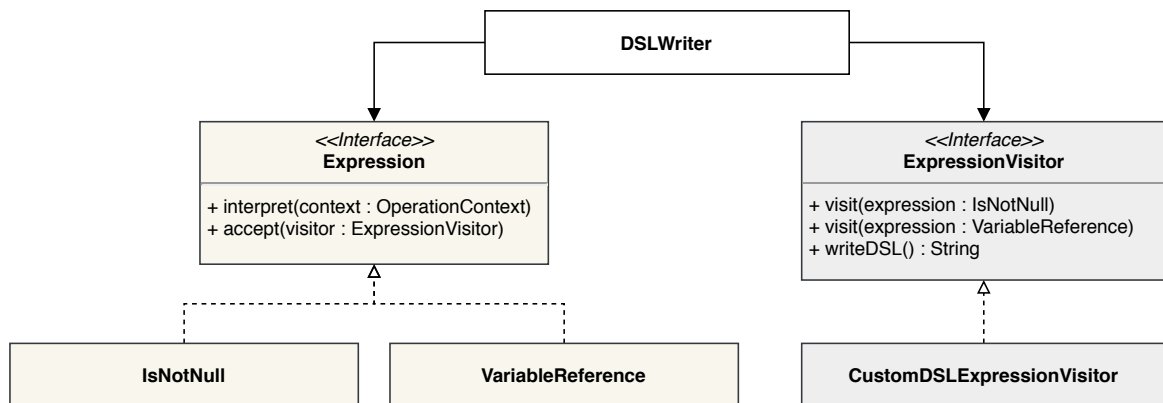 DSLWriter
<<Interface>>
Expression
+ interpret(context : OperationContext)
+ accept(visitor : ExpressionVisitor)
<<Interface>>
ExpressionVisitor
+ visit(expression : IsNotNull)
+ visit(expression : VariableReference)
+ writeDSL() : String
IsNotNull
VariableReference
CustomDSLExpressionVisitor